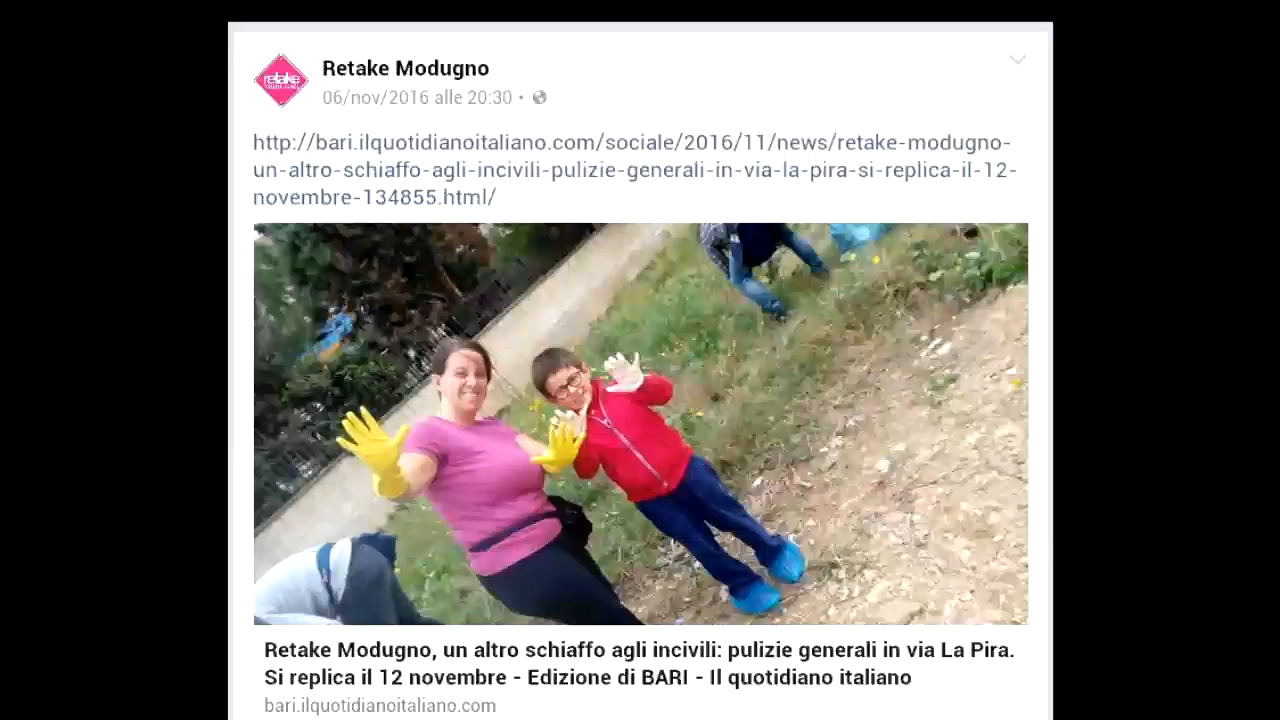 retake
Retake Modugno
06/nov/2016 alle 20:30 •
http://bari.ilquotidianoitaliano.com/sociale/2016/11/news/retake-modugno-
un-altro-schiaffo-agli-incivili-pulizie-generali-in-via-la-pira-si-replica-il-12-
novembre-134855.html/
Retake Modugno, un altro schiaffo agli incivili: pulizie generali in via La Pira.
Si replica il 12 novembre - Edizione di BARI - Il quotidiano italiano
bari.ilquotidianoitaliano.com